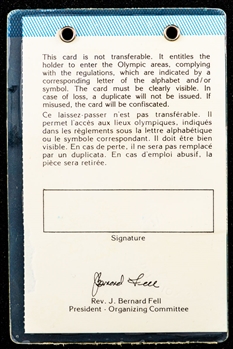 This card is not transferable. It entitles the
holder to enter the Olympic areas, complying
with the regulations, which are indicated by a
corresponding letter of the alphabet and/or
symbol. The card must be clearly visible. In
case of loss, a duplicate will not be issued. If
misused, the card will be confiscated.
Ce laissez-passer n'est pas transférable. Il
permet l'accès aux lieux olympiques, indiqués
dans les règlements sous la lettre alphabétique
ou le symbole correspondant. Il doit être bien
visible. En cas de perte, il ne sera pas remplacé
par un duplicata. En cas d'emploi abusif, la
pièce sera retirée.
Signature
Bernard Fell
Rev. J. Bernard Fell
President - Organizing Committee